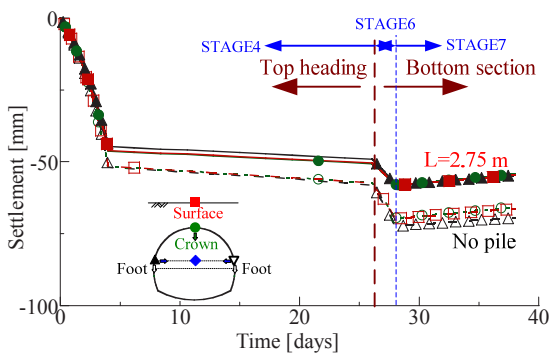 STAGE6
STAGE4
STAGE7
Top heading
Bottom section
Settlement [mm]
0
-50
-100
L=2.75 m
No pile
Surface
Crown
Foot
Foot
0
10
20
30
40
Time [days]